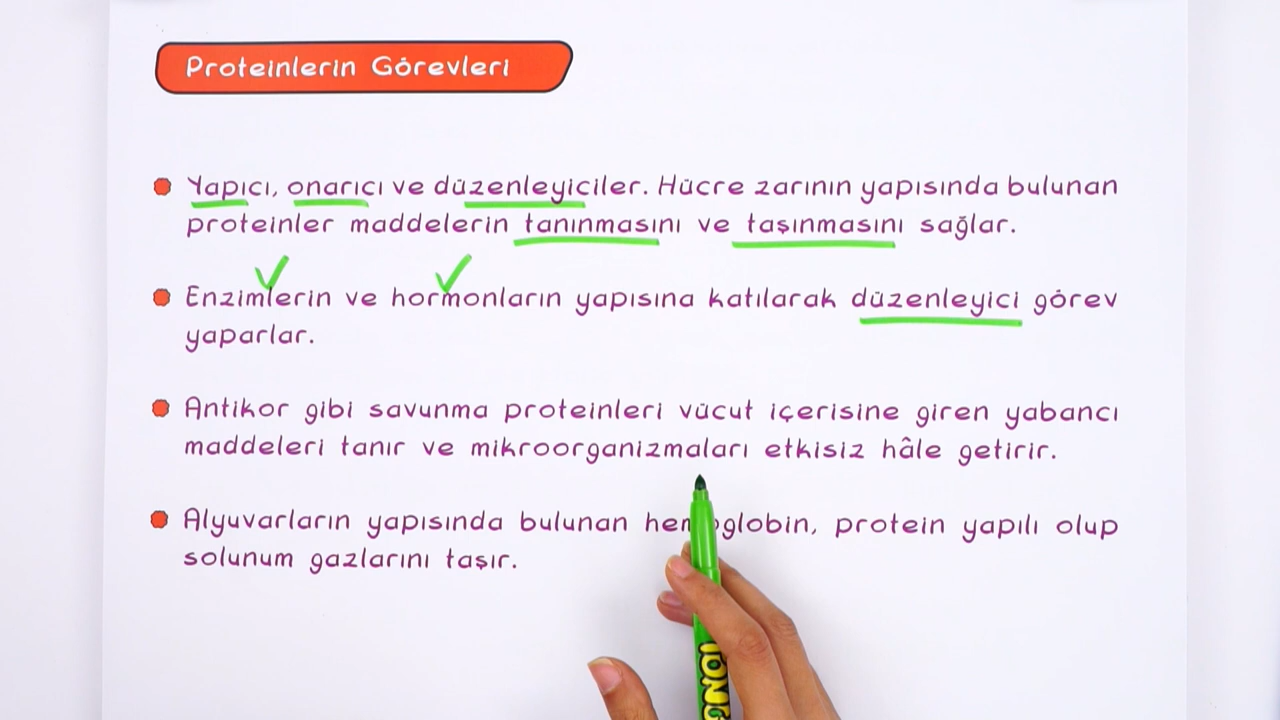 Proteinlerin Görevleri
Yapıcı, onarıcı ve düzenleyiciler. Hücre zarının yapısında bulunan
proteinler maddelerin tanınmasını ve taşınmasını sağlar.
Enzimlerin ve hormonların yapısına katılarak düzenleyici görev
yaparlar.
Antikor gibi savunma proteinleri vücut içerisine giren yabancı
maddeleri tanır ve mikroorganizmaları etkisiz hâle getirir.
Alyuvarların yapısında bulunan hemoglobin, protein yapılı olup
solunum gazlarını taşır.